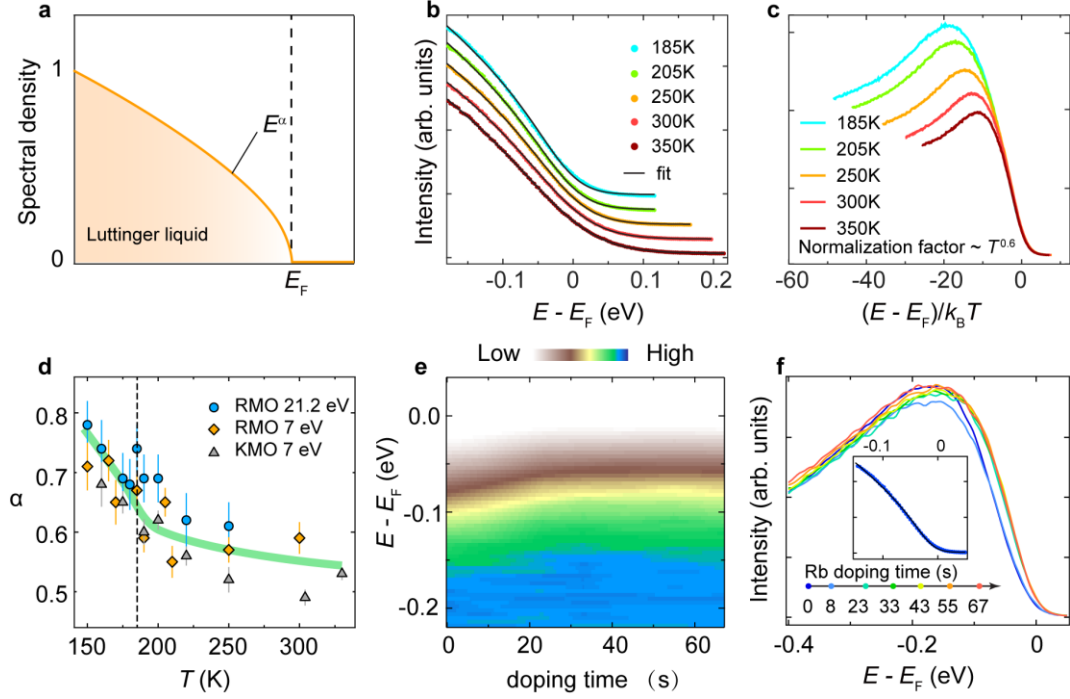 a
Spectral density
1
0
E^α
Luttinger liquid
E_F
b
Intensity (arb. units)
185K
205K
250K
300K
350K
fit
-0.1 0.0 0.1 0.2
E - E_F (eV)
c
185K
205K
250K
300K
350K
Normalization factor ~ T^0.6
-60 -40 -20 0
(E - E_F)/k_BT
d
α
0.8
0.7
0.6
0.5
RMO 21.2 eV
RMO 7 eV
KMO 7 eV
150 200 250 300
T (K)
Low High
e
E - E_F (eV)
0.0
-0.1
-0.2
0 20 40 60
doping time （s）
f
Intensity (arb. units)
-0.1 0
Rb doping time (s)
0 8 23 33 43 55 67
-0.4 -0.2 0
E - E_F (eV)